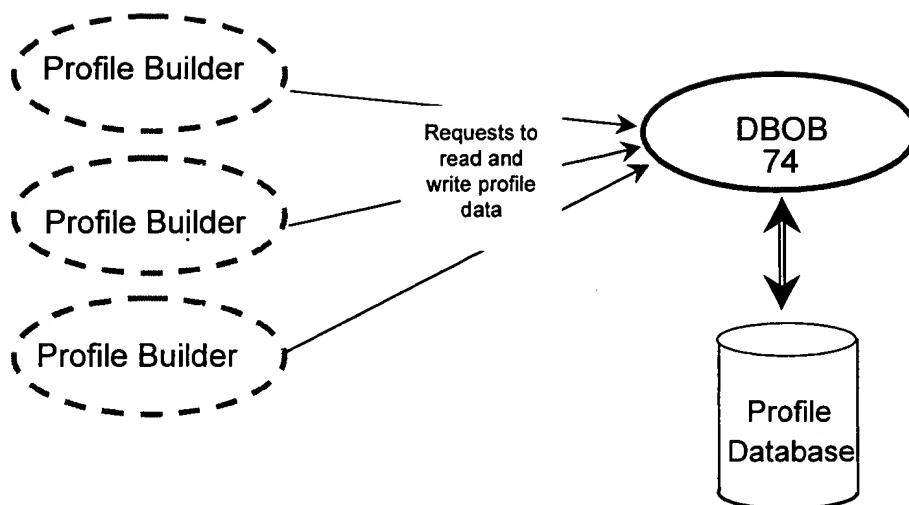 Profile Builder
Profile Builder
Profile Builder
Requests to
read and
write profile
data
DBOB
74
Profile
Database